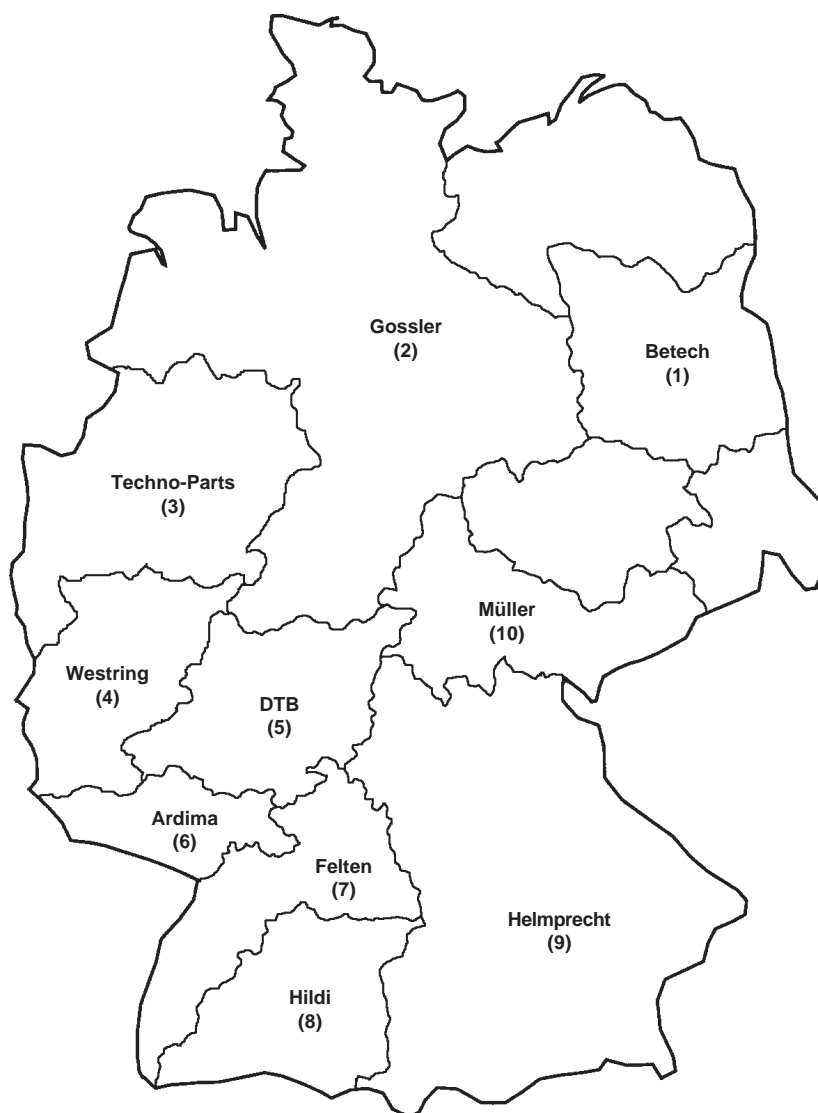 Gossler
(2)
Betech
(1)
Techno-Parts
(3)
Müller
(10)
Westring
(4)
DTB
(5)
Ardima
(6)
Felten
(7)
Helmprecht
(9)
Hildi
(8)